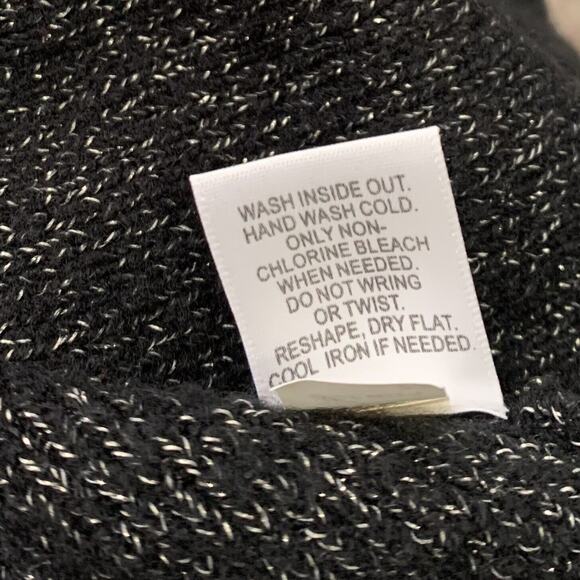 WASH INSIDE OUT.
HAND WASH COLD.
ONLY NON-
CHLORINE BLEACH
WHEN NEEDED.
DO NOT WRING
OR TWIST.
RESHAPE, DRY FLAT.
COOL IRON IF NEEDED.